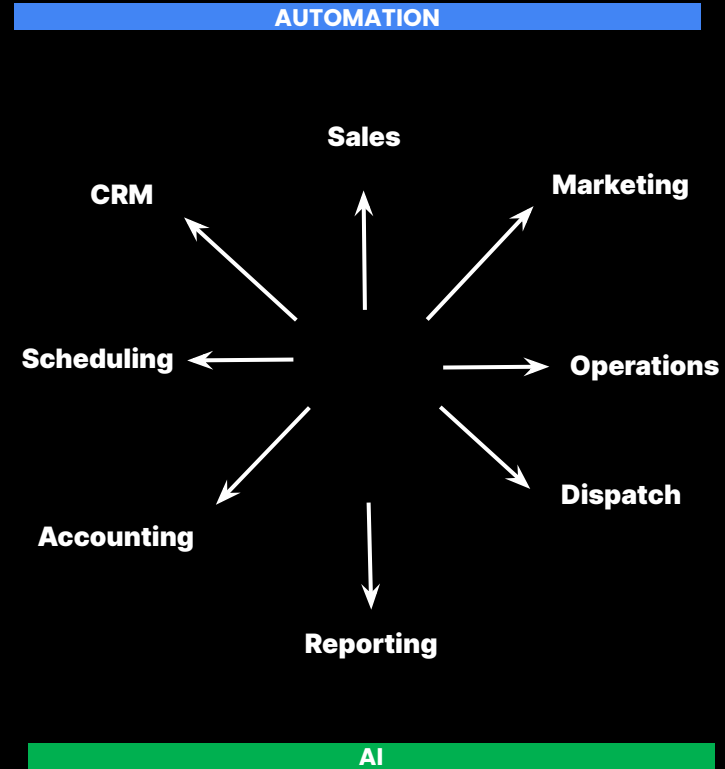 AUTOMATION
Sales
CRM
Marketing
Scheduling
Operations
Dispatch
Accounting
Reporting
AI